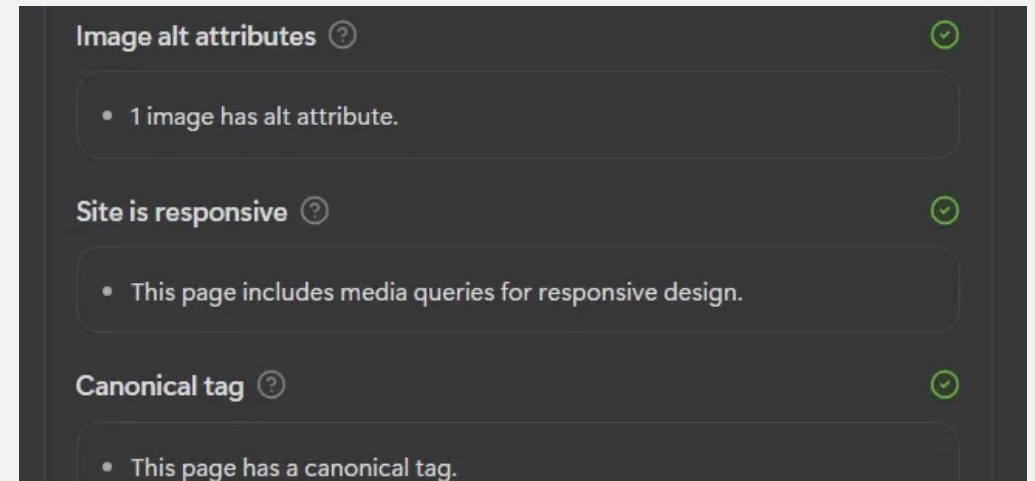 Image alt attributes ?
1 image has alt attribute.
Site is responsive ?
This page includes media queries for responsive design.
Canonical tag ?
This page has a canonical tag.